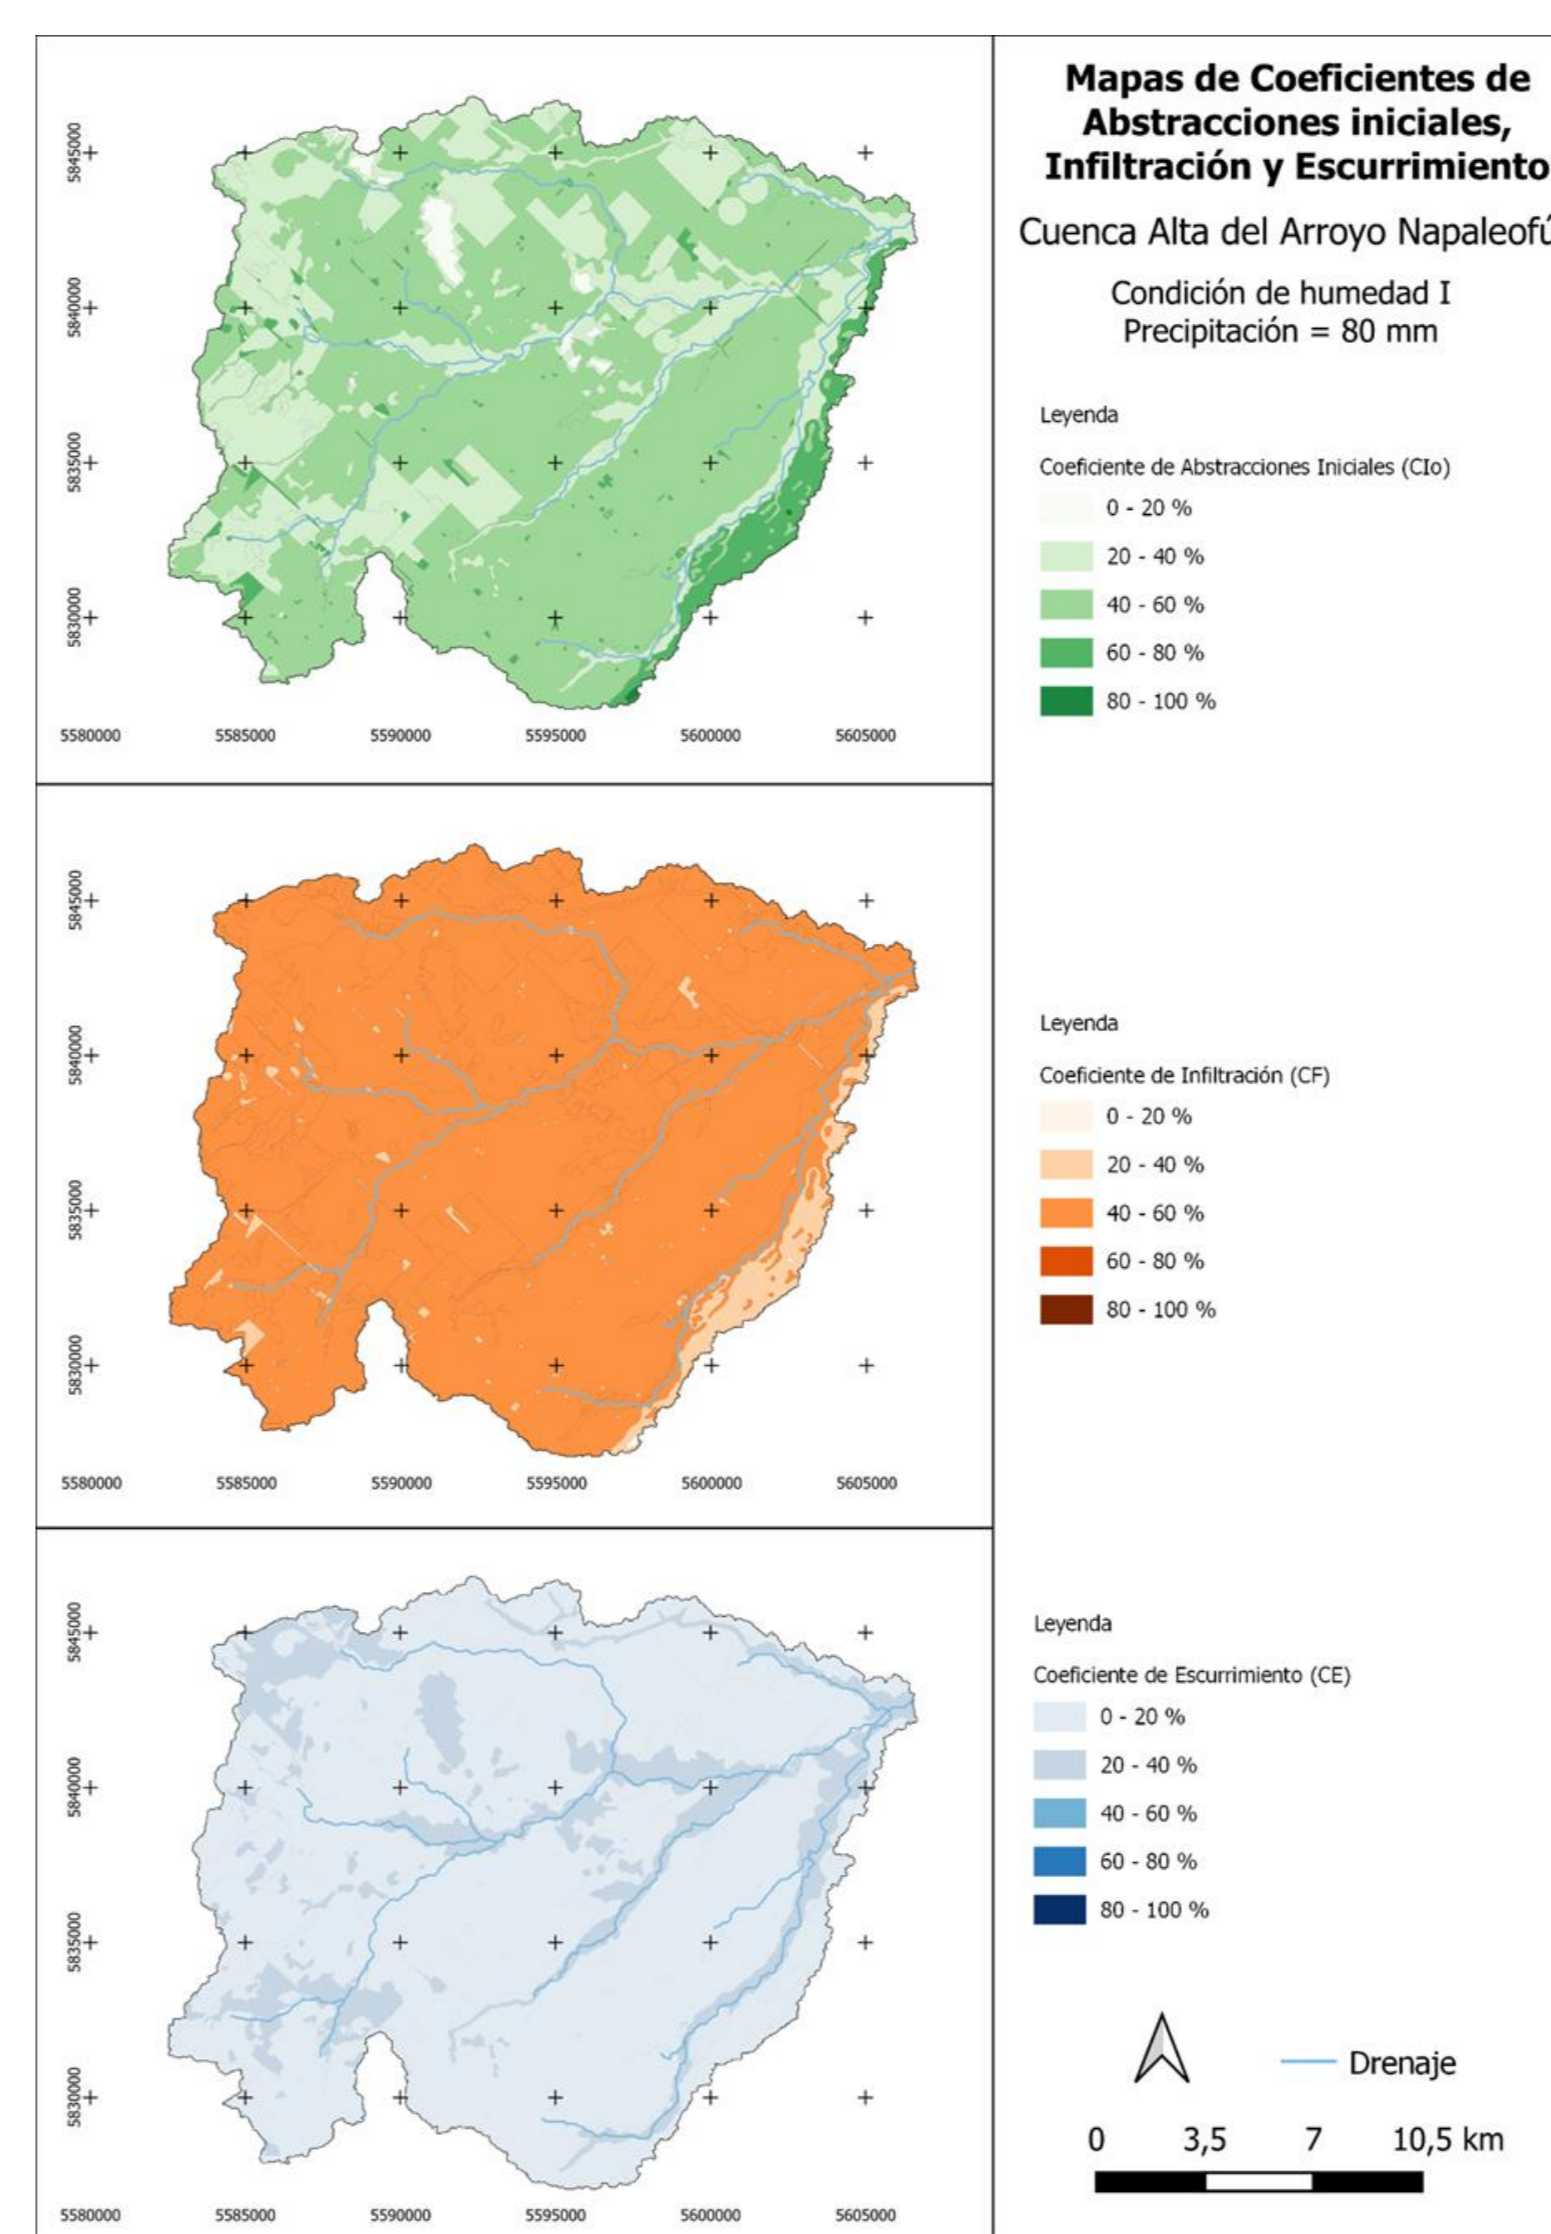 Mapas de Coeficientes de
Abstracciones iniciales,
Infiltración y Escurrimiento
Cuenca Alta del Arroyo Napaleofú
Condición de humedad I
Precipitación = 80 mm
5845000
5840000
5835000
5830000
5580000 5585000 5590000 5595000 5600000 5605000
Leyenda
Coeficiente de Abstracciones Iniciales (CIo)
0 - 20 %
20 - 40 %
40 - 60 %
60 - 80 %
80 - 100 %
5845000
5840000
5835000
5830000
5580000 5585000 5590000 5595000 5600000 5605000
Leyenda
Coeficiente de Infiltración (CF)
0 - 20 %
20 - 40 %
40 - 60 %
60 - 80 %
80 - 100 %
5845000
5840000
5835000
5830000
5580000 5585000 5590000 5595000 5600000 5605000
Leyenda
Coeficiente de Escurrimiento (CE)
0 - 20 %
20 - 40 %
40 - 60 %
60 - 80 %
80 - 100 %
Drenaje
0 3,5 7 10,5 km